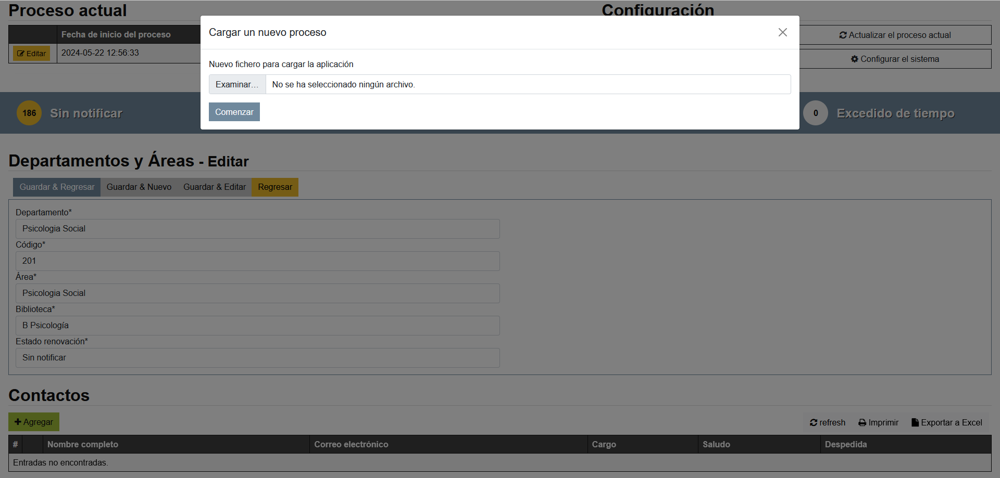 Proceso actual
Configuración
Cargar un nuevo proceso
Fecha de inicio del proceso
Actualizar el proceso actual
Editar
2024-05-22 12:56:33
Configurar el sistema
Nuevo fichero para cargar la aplicación
Examinar...
No se ha seleccionado ningún archivo.
Comenzar
186
Sin notificar
0
Excedido de tiempo
Departamentos y Áreas - Editar
Guardar & Regresar
Guardar & Nuevo
Guardar & Editar
Regresar
Departamento*
Psicologia Social
Código*
201
Área*
Psicologia Social
Biblioteca*
B Psicología
Estado renovación*
Sin notificar
Contactos
Agregar
refresh
Imprimir
Exportar a Excel
#
Nombre completo
Correo electrónico
Cargo
Saludo
Despedida
Entradas no encontradas.